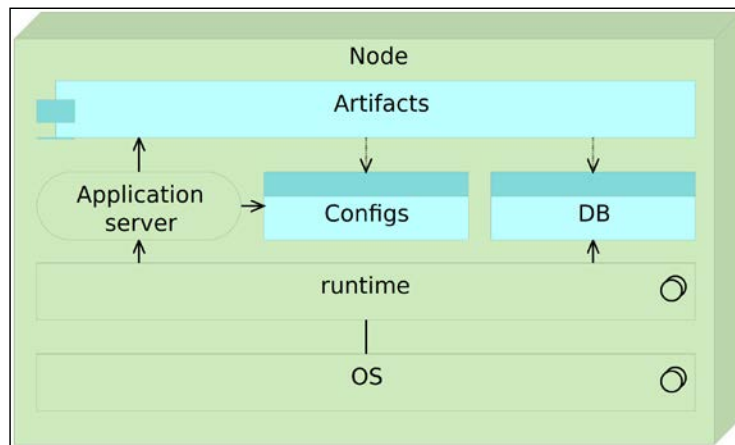 Node
Artifacts
Application
server
Configs
DB
runtime
OS